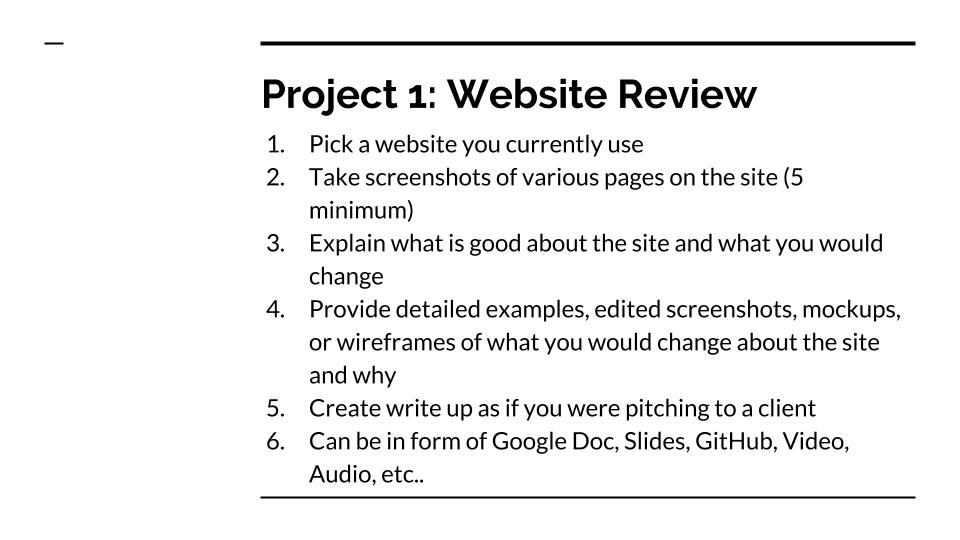 Project 1: Website Review
1. Pick a website you currently use
2. Take screenshots of various pages on the site (5
minimum)
3. Explain what is good about the site and what you would
change
4. Provide detailed examples, edited screenshots, mockups,
or wireframes of what you would change about the site
and why
5. Create write up as if you were pitching to a client
6. Can be in form of Google Doc, Slides, GitHub, Video,
Audio, etc..